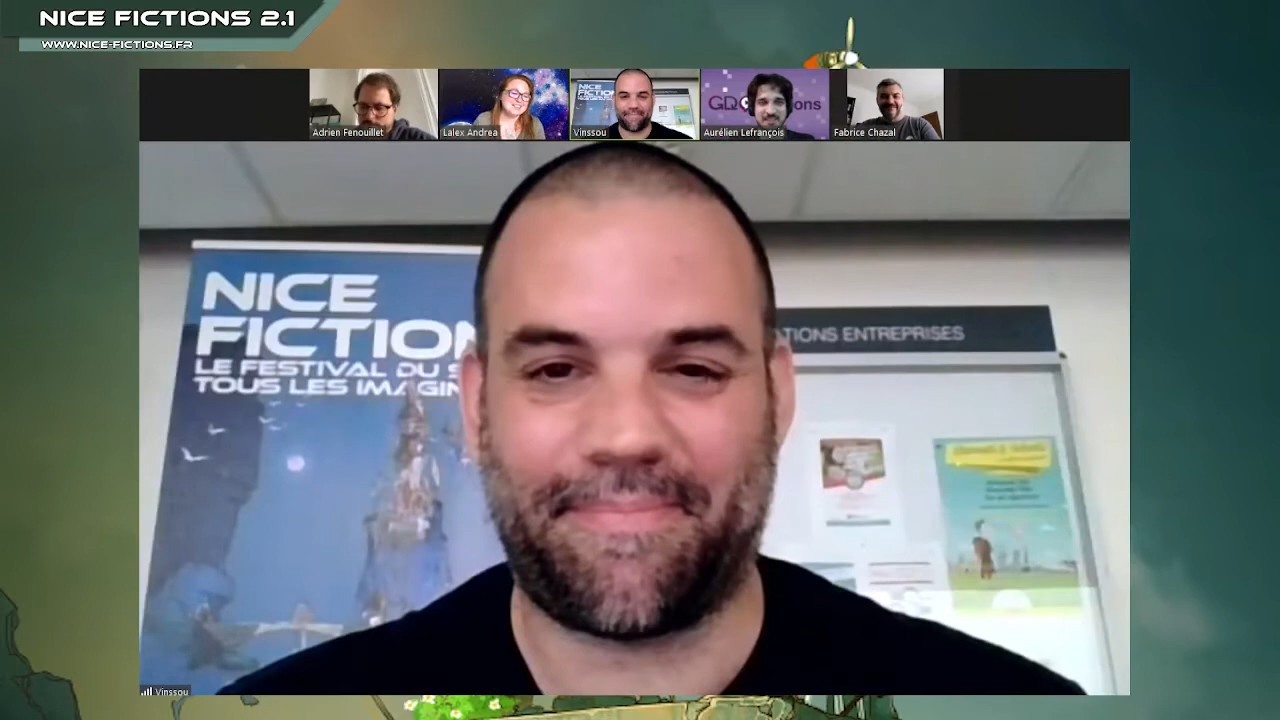 NICE FICTIONS 2.1
WWW.NICE-FICTIONS.FR
Adrien Fenouillet
Lalex Andrea
Vinssou
Aurélien Lefrançois
Fabrice Chazal
NICE
FICTION
LE FESTIVAL DU S
TOUS LES IMAGIN
TIONS ENTREPRISES
Vinssou